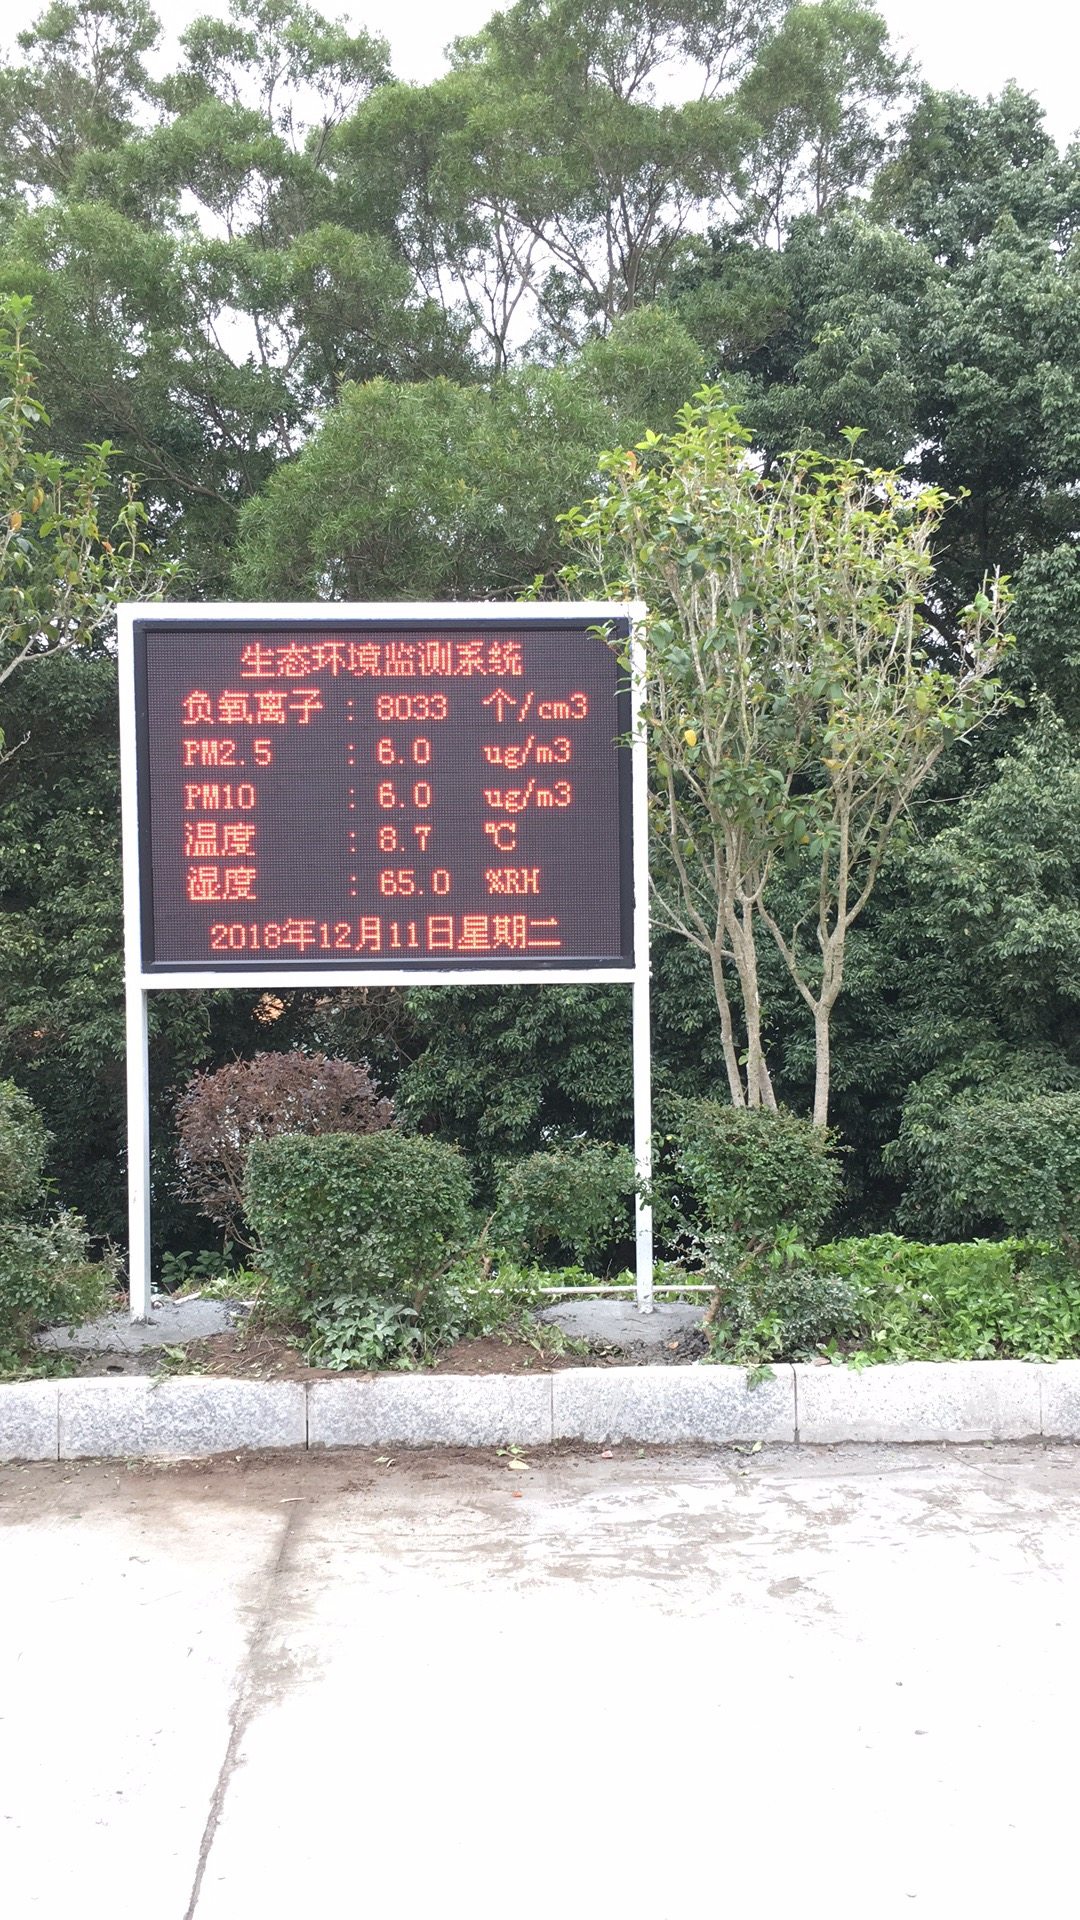 生态环境监测系统
负氧离子 : 8033 个/cm3
PM2.5 : 6.0 ug/m3
PM10 : 6.0 ug/m3
温度 : 8.7 ℃
湿度 : 65.0 %RH
2018年12月11日星期二